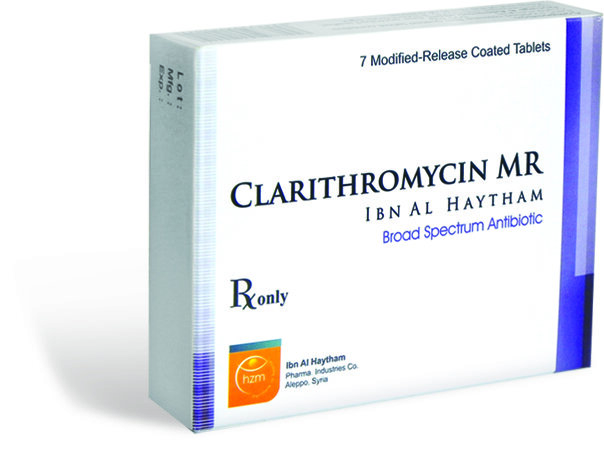 Lot:
Mfg. :
Exp. :
7 Modified-Release Coated Tablets
CLARITHROMYCIN MR
IBN AL HAYTHAM
Broad Spectrum Antibiotic
Rx only
hzm
Ibn Al Haytham
Pharma Industries Co.
Aleppo, Syria